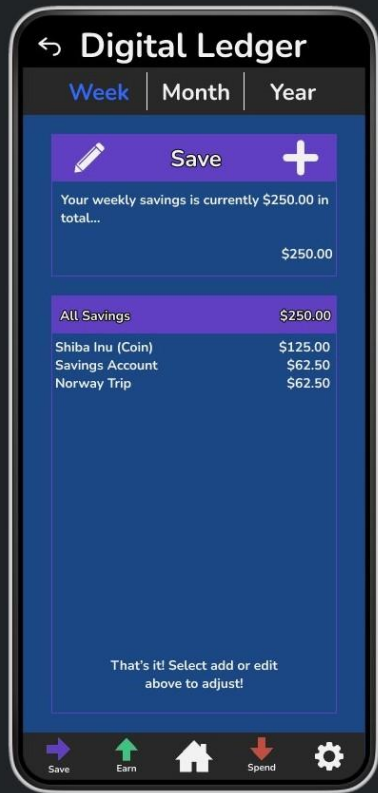 Digital Ledger
Week Month Year
Save
Your weekly savings is currently $250.00 in
total...
$250.00
All Savings $250.00
Shiba Inu (Coin) $125.00
Savings Account $62.50
Norway Trip $62.50
That's it! Select add or edit
above to adjust!
Save Earn Spend